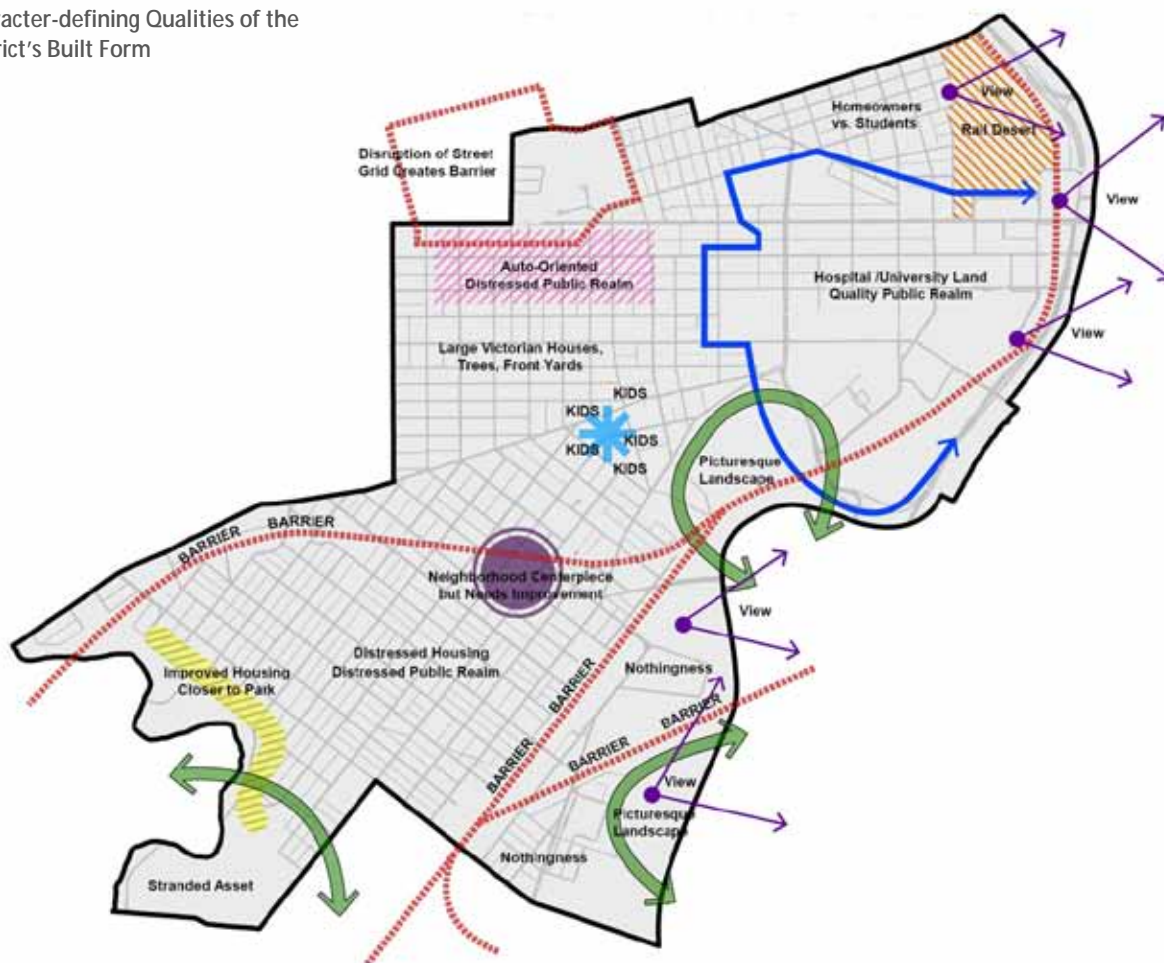 acter-defining Qualities of the
rict's Built Form
View
Homeowners
vs. Students
Rail Desert
Disruption of Street
Grid Creates Barrier
View
Auto-Oriented
Distressed Public Realm
Hospital /University Land
Quality Public Realm
View
Large Victorian Houses,
Trees, Front Yards
KIDS
KIDS
KIDS
KIDS
KIDS
Picturesque
Landscape
BARRIER
BARRIER
Neighborhood Centerpiece
but Needs Improvement
View
Distressed Housing
Distressed Public Realm
Nothingness
Improved Housing
Closer to Park
BARRIER
BARRIER
BARRIER
BARRIER
View
Picturesque
Landscape
Nothingness
Stranded Asset